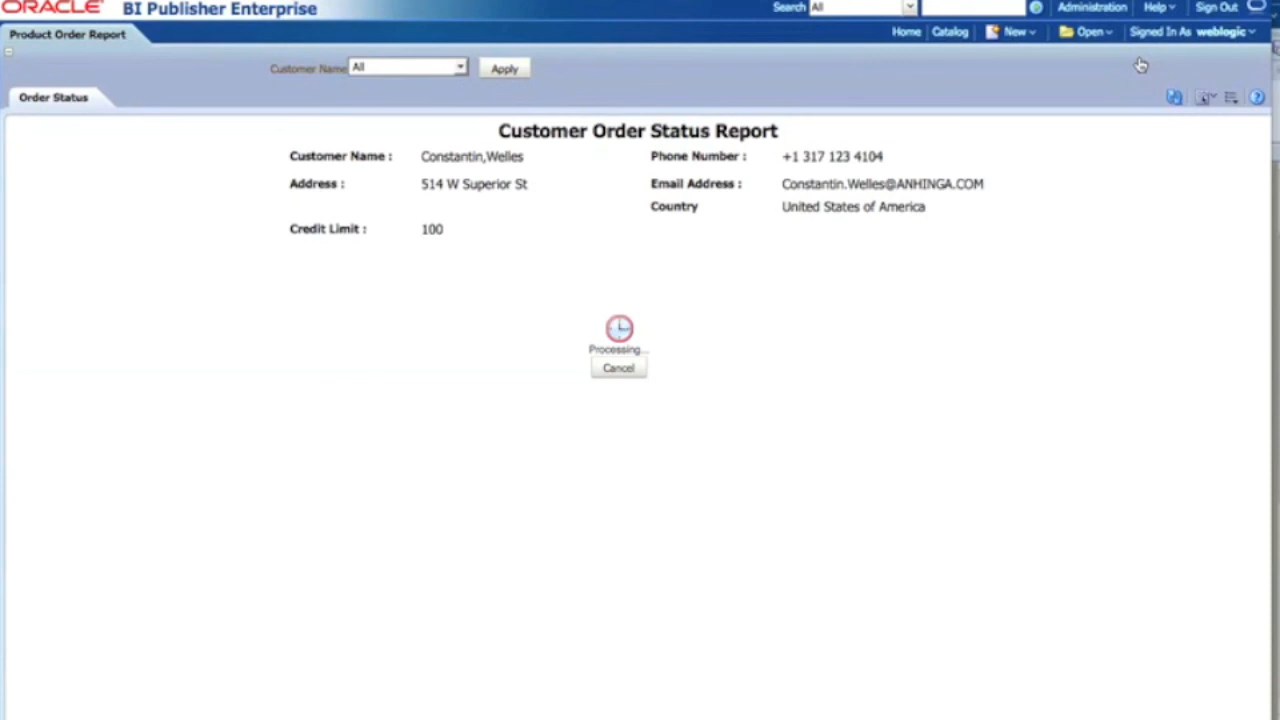 ORACLE BI Publisher Enterprise Search All Administration Help Sign Out
Product Order Report Home Catalog New Open Signed In As weblogic
Customer Name All Apply
Order Status
Customer Order Status Report
Customer Name : Constantin,Welles Phone Number : +1 317 123 4104
Address : 514 W Superior St Email Address : Constantin.Welles@ANHINGA.COM
Country United States of America
Credit Limit : 100
Processing...
Cancel